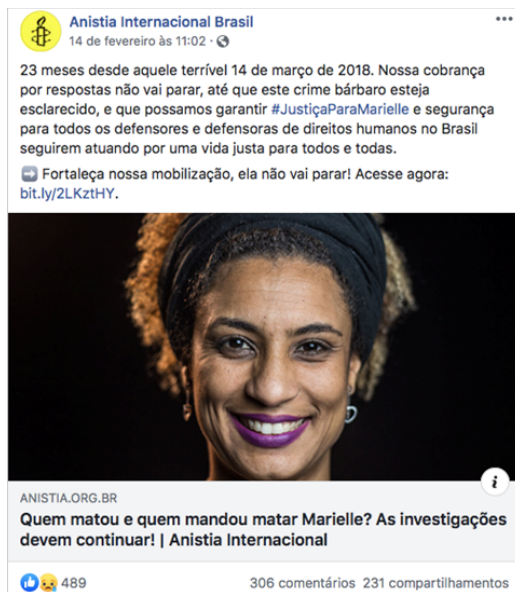 Anistia Internacional Brasil
14 de fevereiro às 11:02 ·
23 meses desde aquele terrível 14 de março de 2018. Nossa cobrança
por respostas não vai parar, até que este crime bárbaro esteja
esclarecido, e que possamos garantir #JustiçaParaMarielle e segurança
para todos os defensores e defensoras de direitos humanos no Brasil
seguirem atuando por uma vida justa para todos e todas.
➡️ Fortaleça nossa mobilização, ela não vai parar! Acesse agora:
bit.ly/2LKztHY.
ANISTIA.ORG.BR
Quem matou e quem mandou matar Marielle? As investigações
devem continuar! | Anistia Internacional
489 306 comentários 231 compartilhamentos